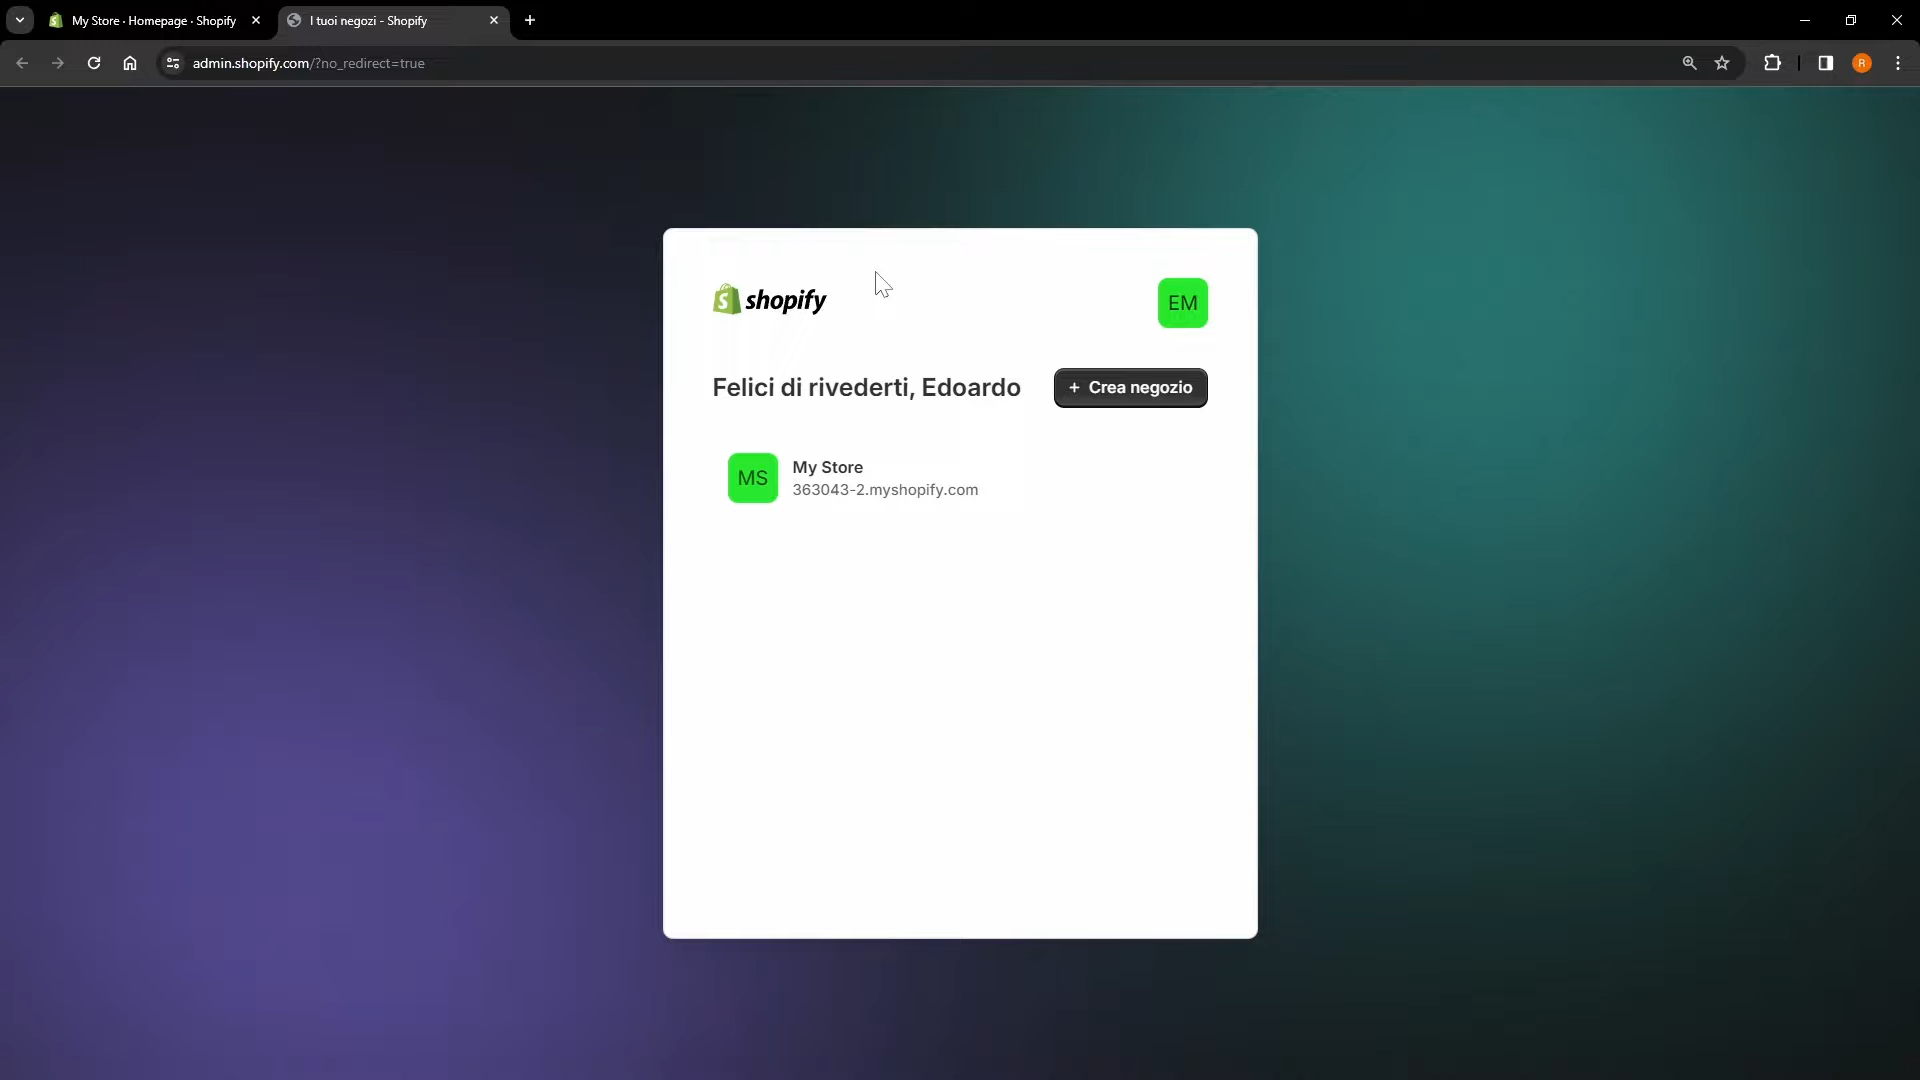 My Store · Homepage · Shopify
I tuoi negozi - Shopify
admin.shopify.com/?no_redirect=true
R
shopify
EM
Felici di rivederti, Edoardo
+ Crea negozio
MS
My Store
363043-2.myshopify.com